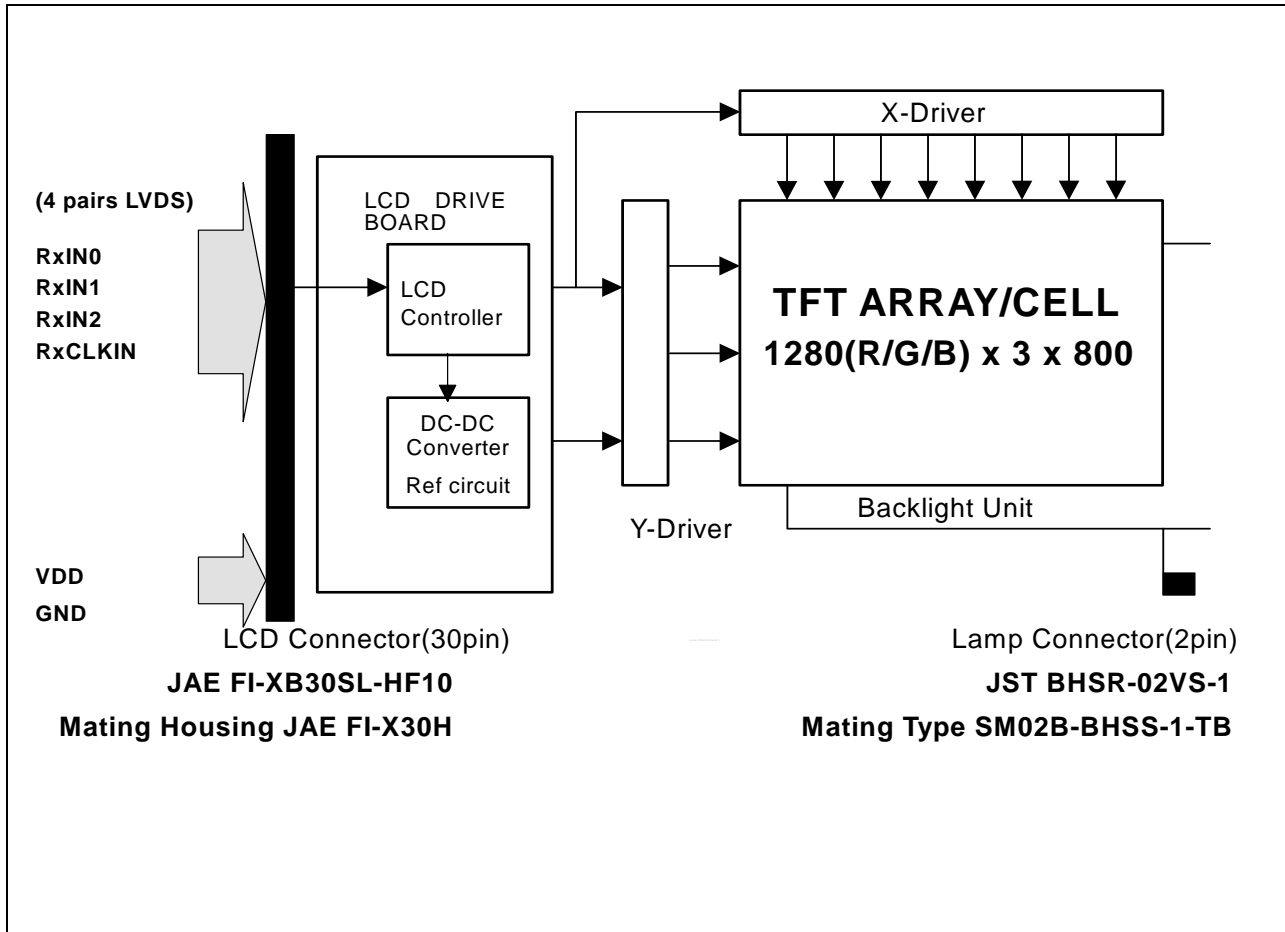 X-Driver
(4 pairs LVDS)
RxIN0
RxIN1
RxIN2
RxCLKIN
LCD DRIVE
BOARD
LCD
Controller
DC-DC
Converter
Ref circuit
TFT ARRAY/CELL
1280(R/G/B) x 3 x 800
Y-Driver
Backlight Unit
VDD
GND
LCD Connector(30pin)
JAE FI-XB30SL-HF10
Mating Housing JAE FI-X30H
Lamp Connector(2pin)
JST BHSR-02VS-1
Mating Type SM02B-BHSS-1-TB